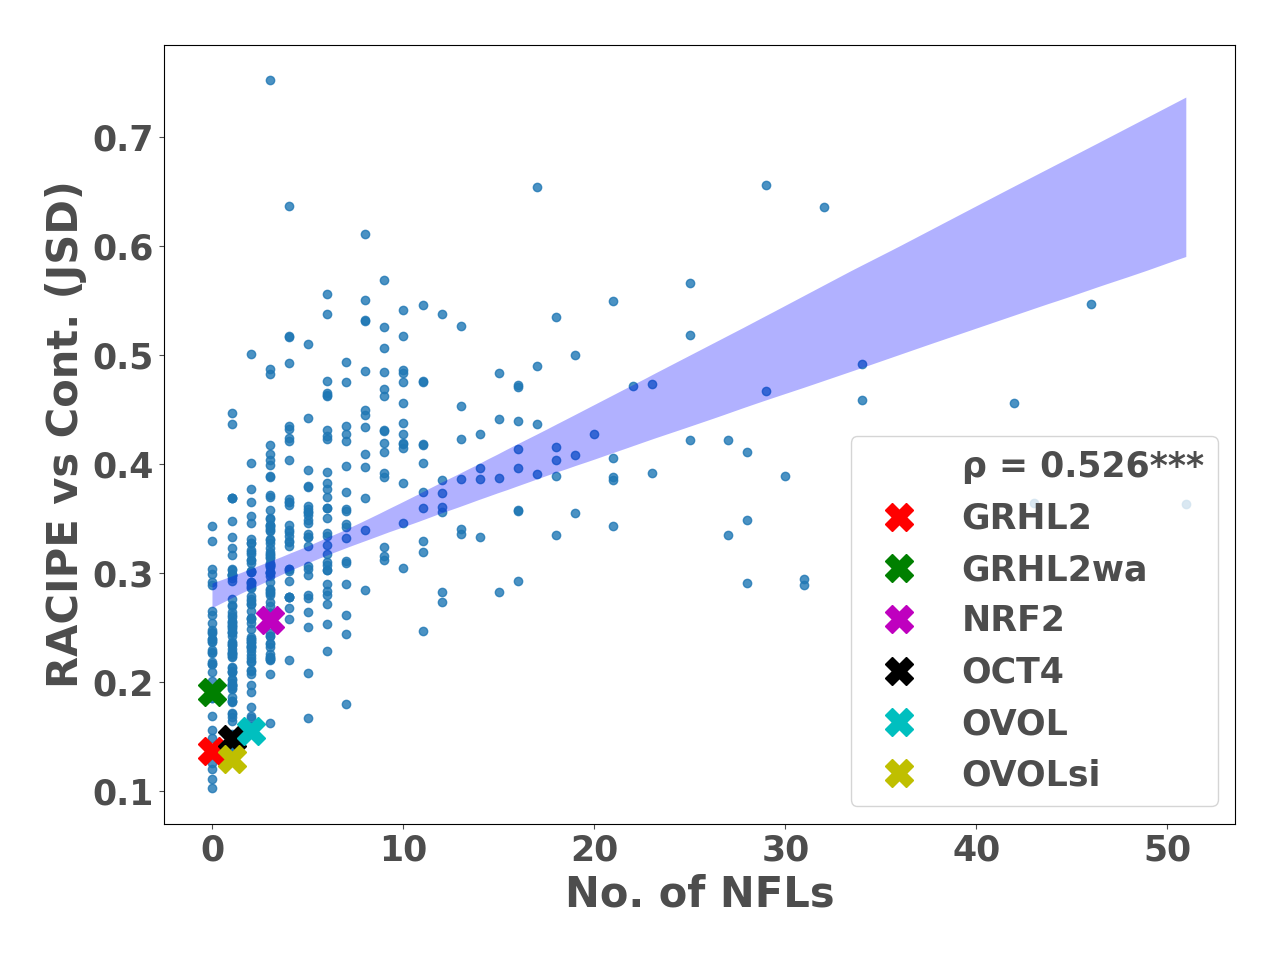 RACIPE vs Cont. (JSD)
0.7
0.6
0.5
0.4
0.3
0.2
0.1
ρ = 0.526***
GRHL2
GRHL2wa
NRF2
OCT4
OVOL
OVOLsi
0 10 20 30 40 50
No. of NFLs